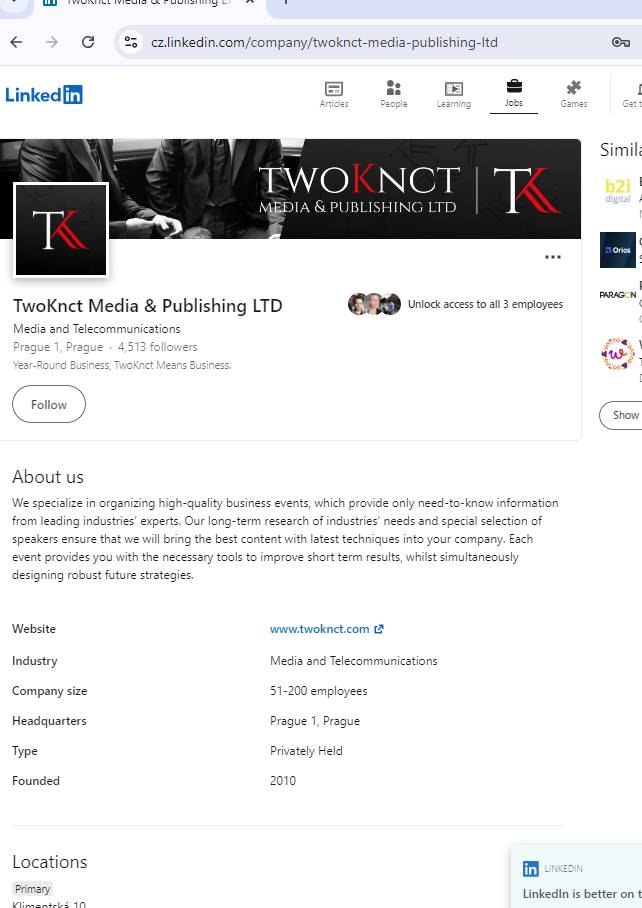 TwoKnct Media & Publishing
cz.linkedin.com/company/twoknct-media-publishing-ltd
Linked in
Articles
People
Learning
Jobs
Games
Get
TWOKNCT
MEDIA & PUBLISHING LTD
TK
TK
TwoKnct Media & Publishing LTD
Unlock access to all 3 employees
Media and Telecommunications
Prague 1, Prague · 4,513 followers
Year-Round Business, TwoKnct Means Business.
Follow
Simila
b2i
digital
Orios
PARAGON
we
Show
About us
We specialize in organizing high-quality business events, which provide only need-to-know information
from leading industries’ experts. Our long-term research of industries’ needs and special selection of
speakers ensure that we will bring the best content with latest techniques into your company. Each
event provides you with the necessary tools to improve short term results, whilst simultaneously
designing robust future strategies.
Website www.twoknct.com
Industry Media and Telecommunications
Company size 51-200 employees
Headquarters Prague 1, Prague
Type Privately Held
Founded 2010
Locations
Primary
Klimentská 10
in LINKEDIN
LinkedIn is better on t